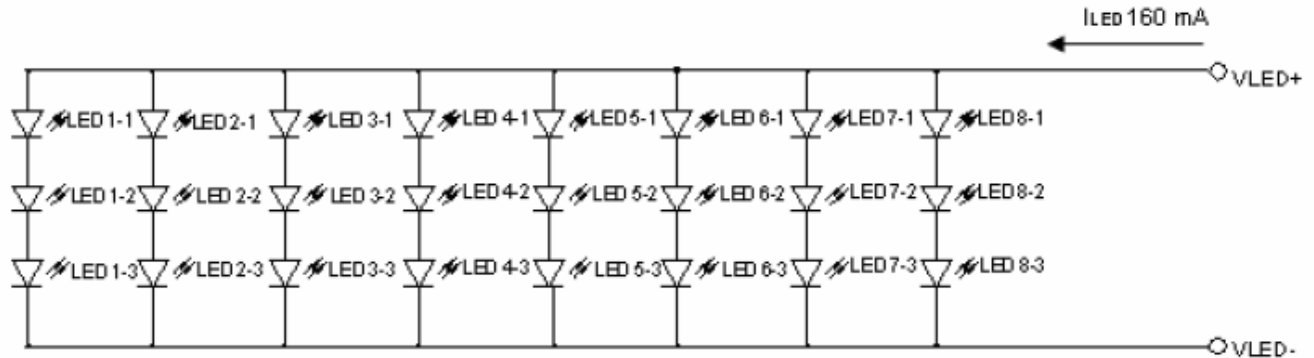 ILED 160 mA
VLED+
LED 1-1 LED 2-1 LED 3-1 LED 4-1 LED 5-1 LED 6-1 LED 7-1 LED 8-1
LED 1-2 LED 2-2 LED 3-2 LED 4-2 LED 5-2 LED 6-2 LED 7-2 LED 8-2
LED 1-3 LED 2-3 LED 3-3 LED 4-3 LED 5-3 LED 6-3 LED 7-3 LED 8-3
VLED-